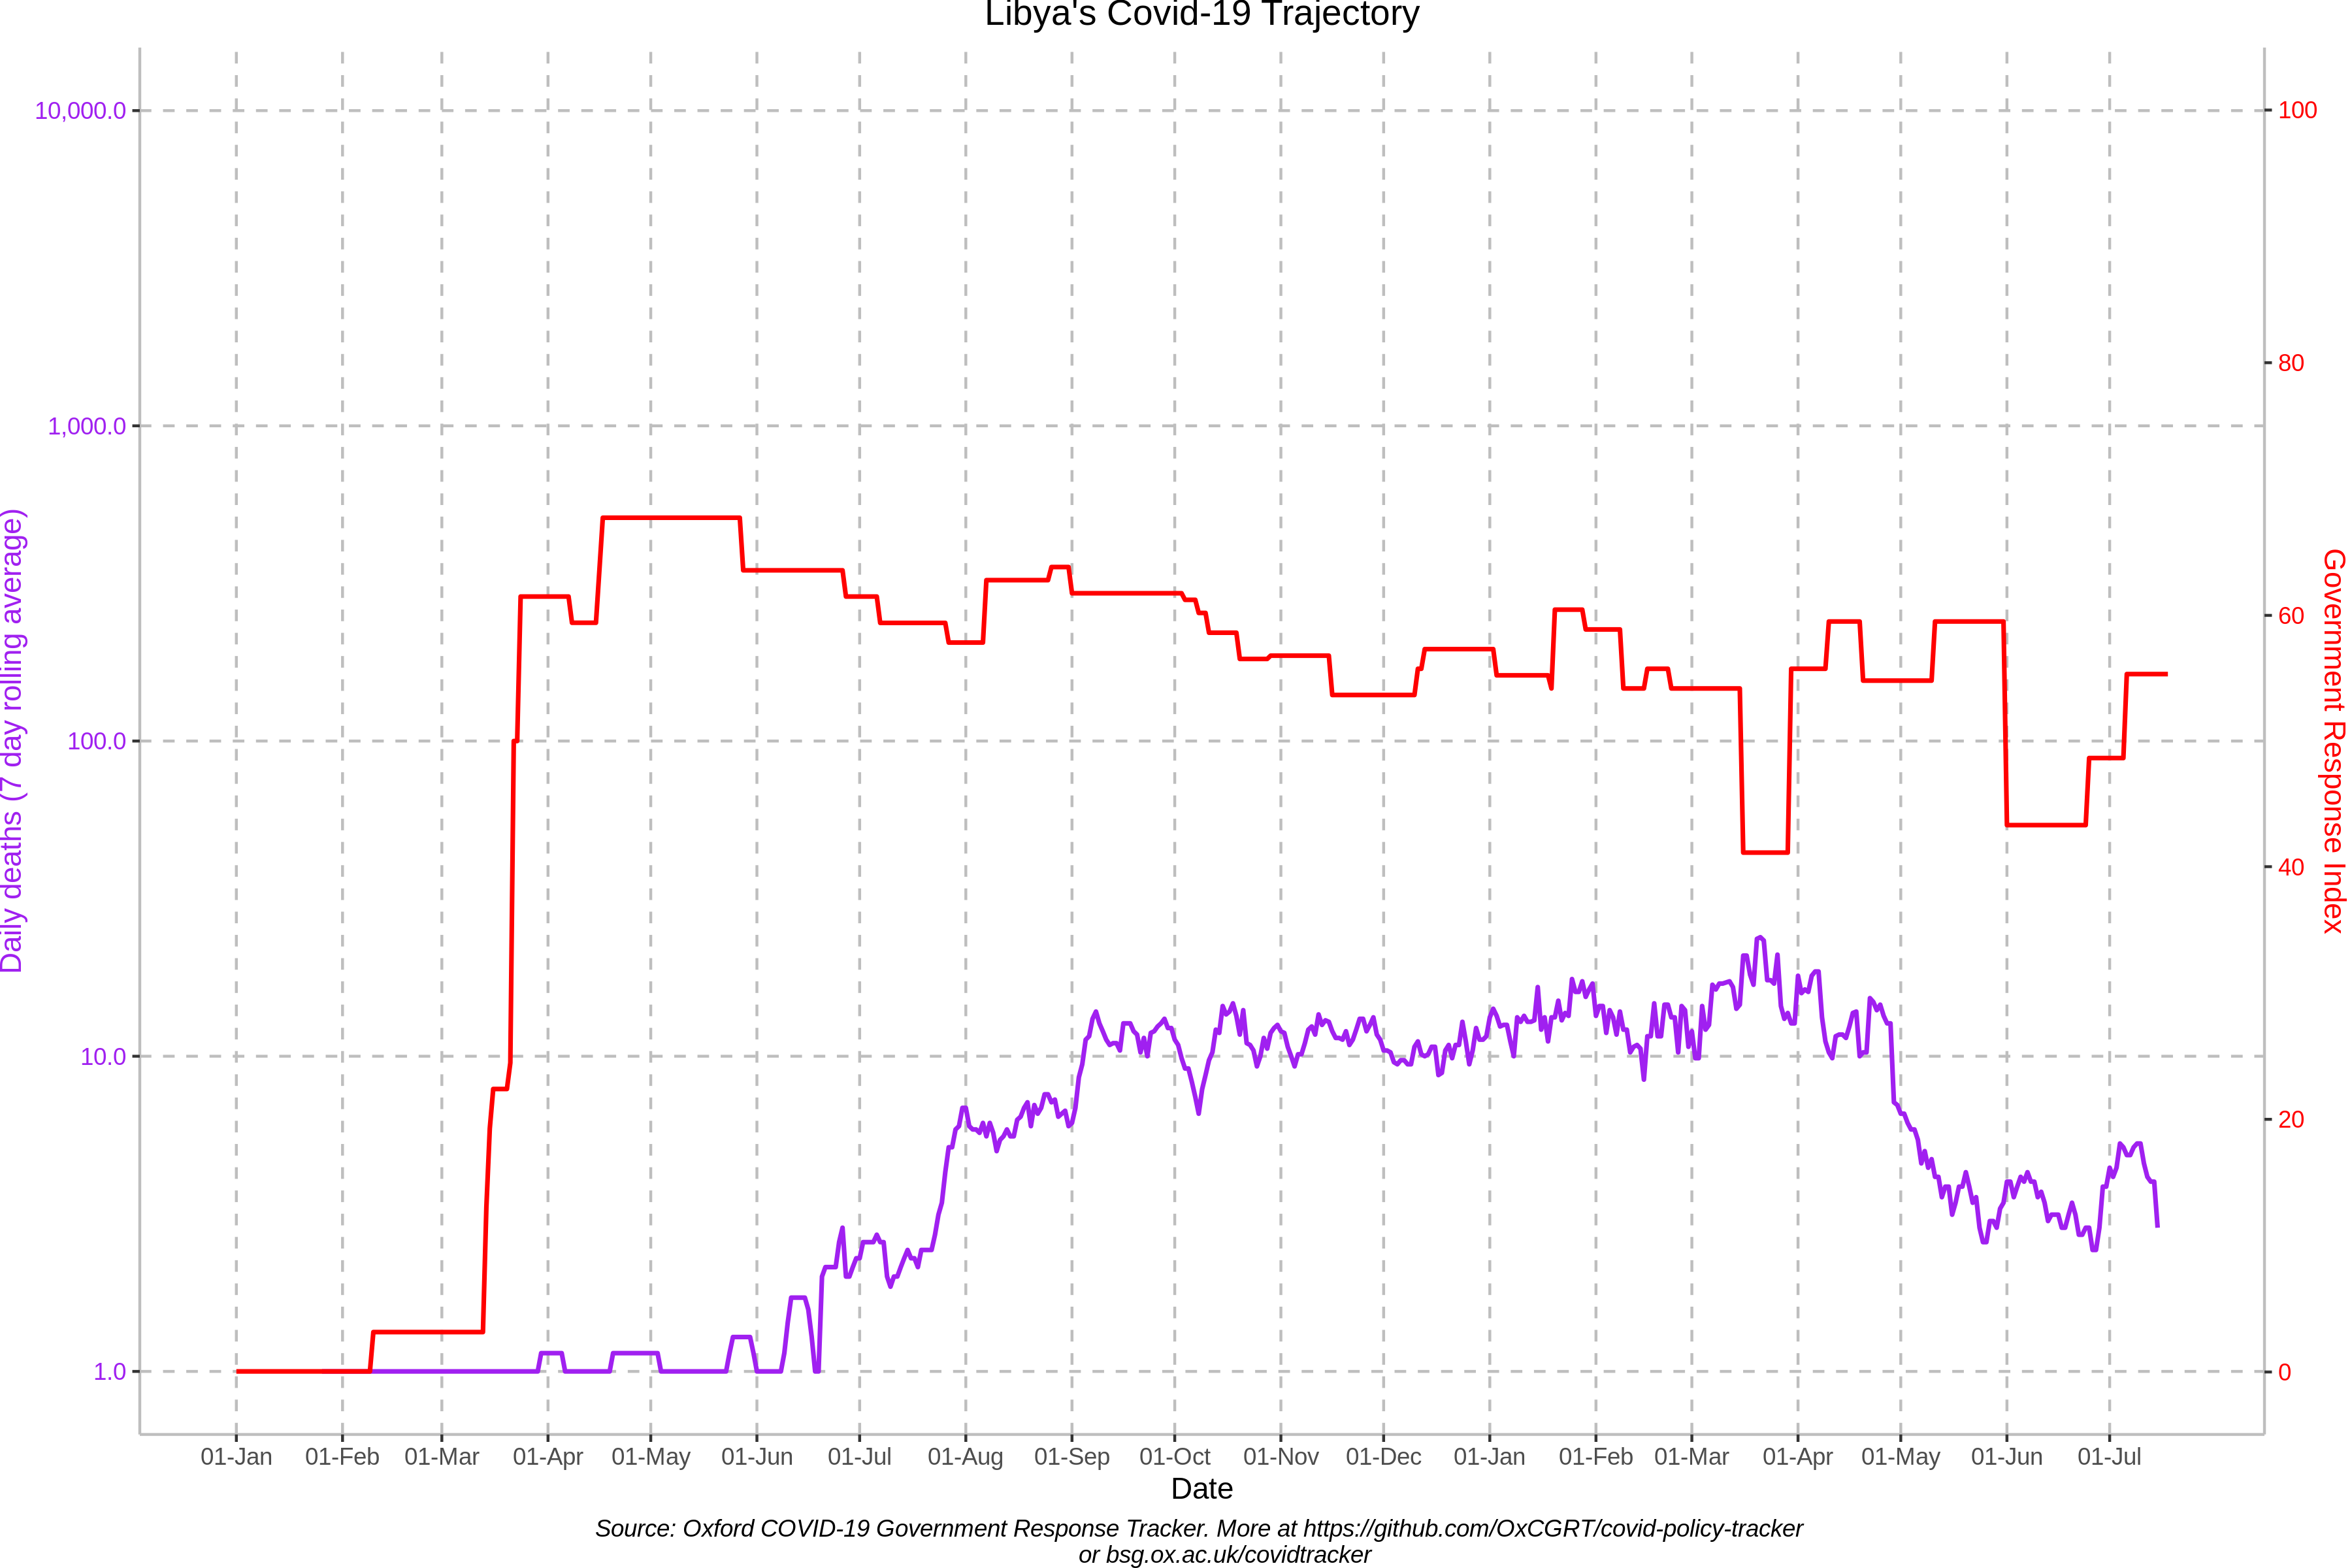 Libya's Covid-19 Trajectory
10,000.0
1,000.0
100.0
10.0
1.0
Daily deaths (7 day rolling average)
100
80
60
40
20
0
Government Response Index
01-Jan 01-Feb 01-Mar 01-Apr 01-May 01-Jun 01-Jul 01-Aug 01-Sep 01-Oct 01-Nov 01-Dec 01-Jan 01-Feb 01-Mar 01-Apr 01-May 01-Jun 01-Jul
Date
Source: Oxford COVID-19 Government Response Tracker. More at https://github.com/OxCGRT/covid-policy-tracker
or bsg.ox.ac.uk/covidtracker